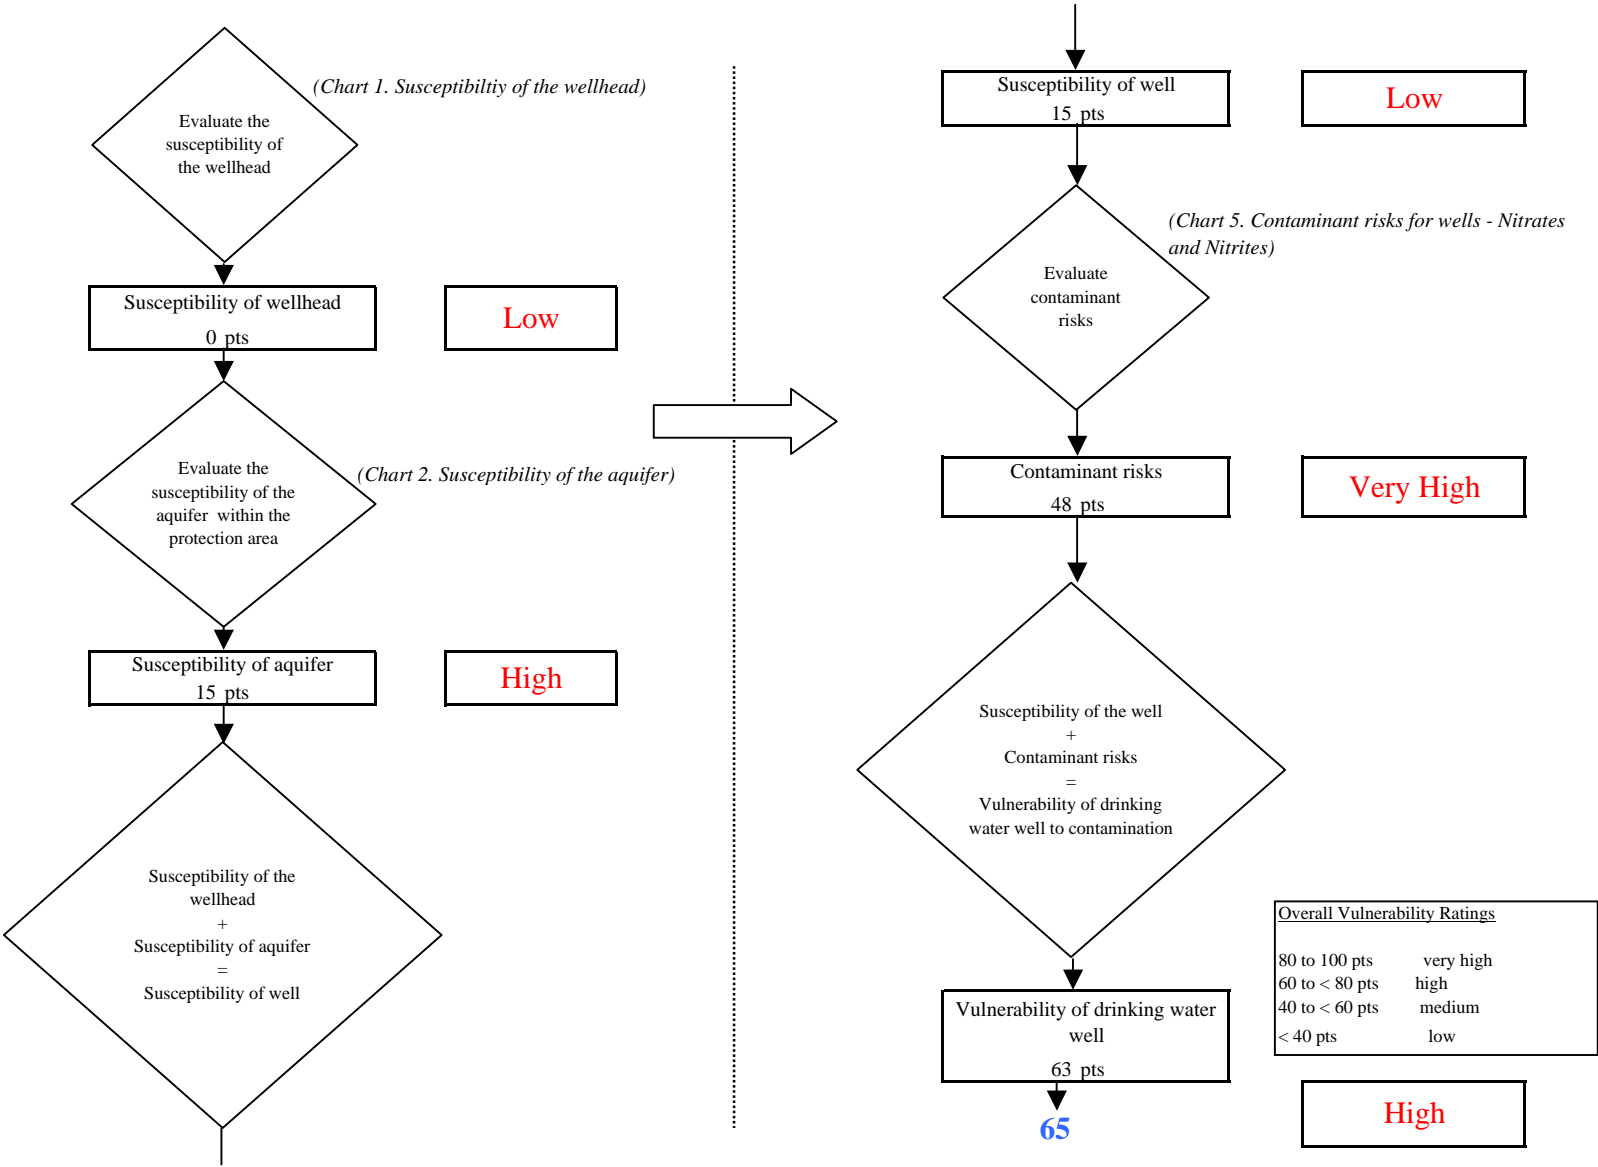 (Chart 1. Susceptibiltiy of the wellhead)
Evaluate the
susceptibility of
the wellhead
Susceptibility of wellhead
0 pts
Low
(Chart 2. Susceptibility of the aquifer)
Evaluate the
susceptibility of the
aquifer within the
protection area
Susceptibility of aquifer
15 pts
High
Susceptibility of the
wellhead
+
Susceptibility of aquifer
=
Susceptibility of well
Susceptibility of well
15 pts
Low
(Chart 5. Contaminant risks for wells - Nitrates
and Nitrites)
Evaluate
contaminant
risks
Contaminant risks
48 pts
Very High
Susceptibility of the well
+
Contaminant risks
=
Vulnerability of drinking
water well to contamination
Overall Vulnerability Ratings
80 to 100 pts very high
60 to < 80 pts high
40 to < 60 pts medium
< 40 pts low
Vulnerability of drinking water
well
63 pts
65
High